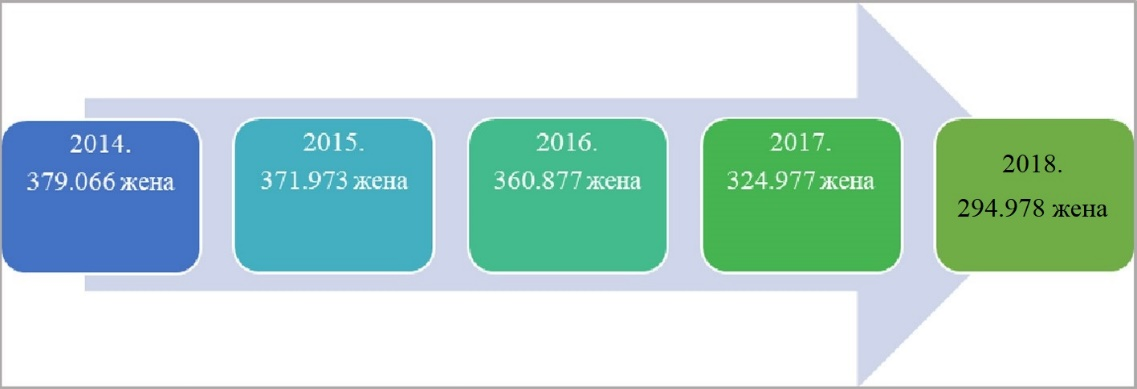 2014.
379.066 жена
2015.
371.973 жена
2016.
360.877 жена
2017.
324.977 жена
2018.
294.978 жена